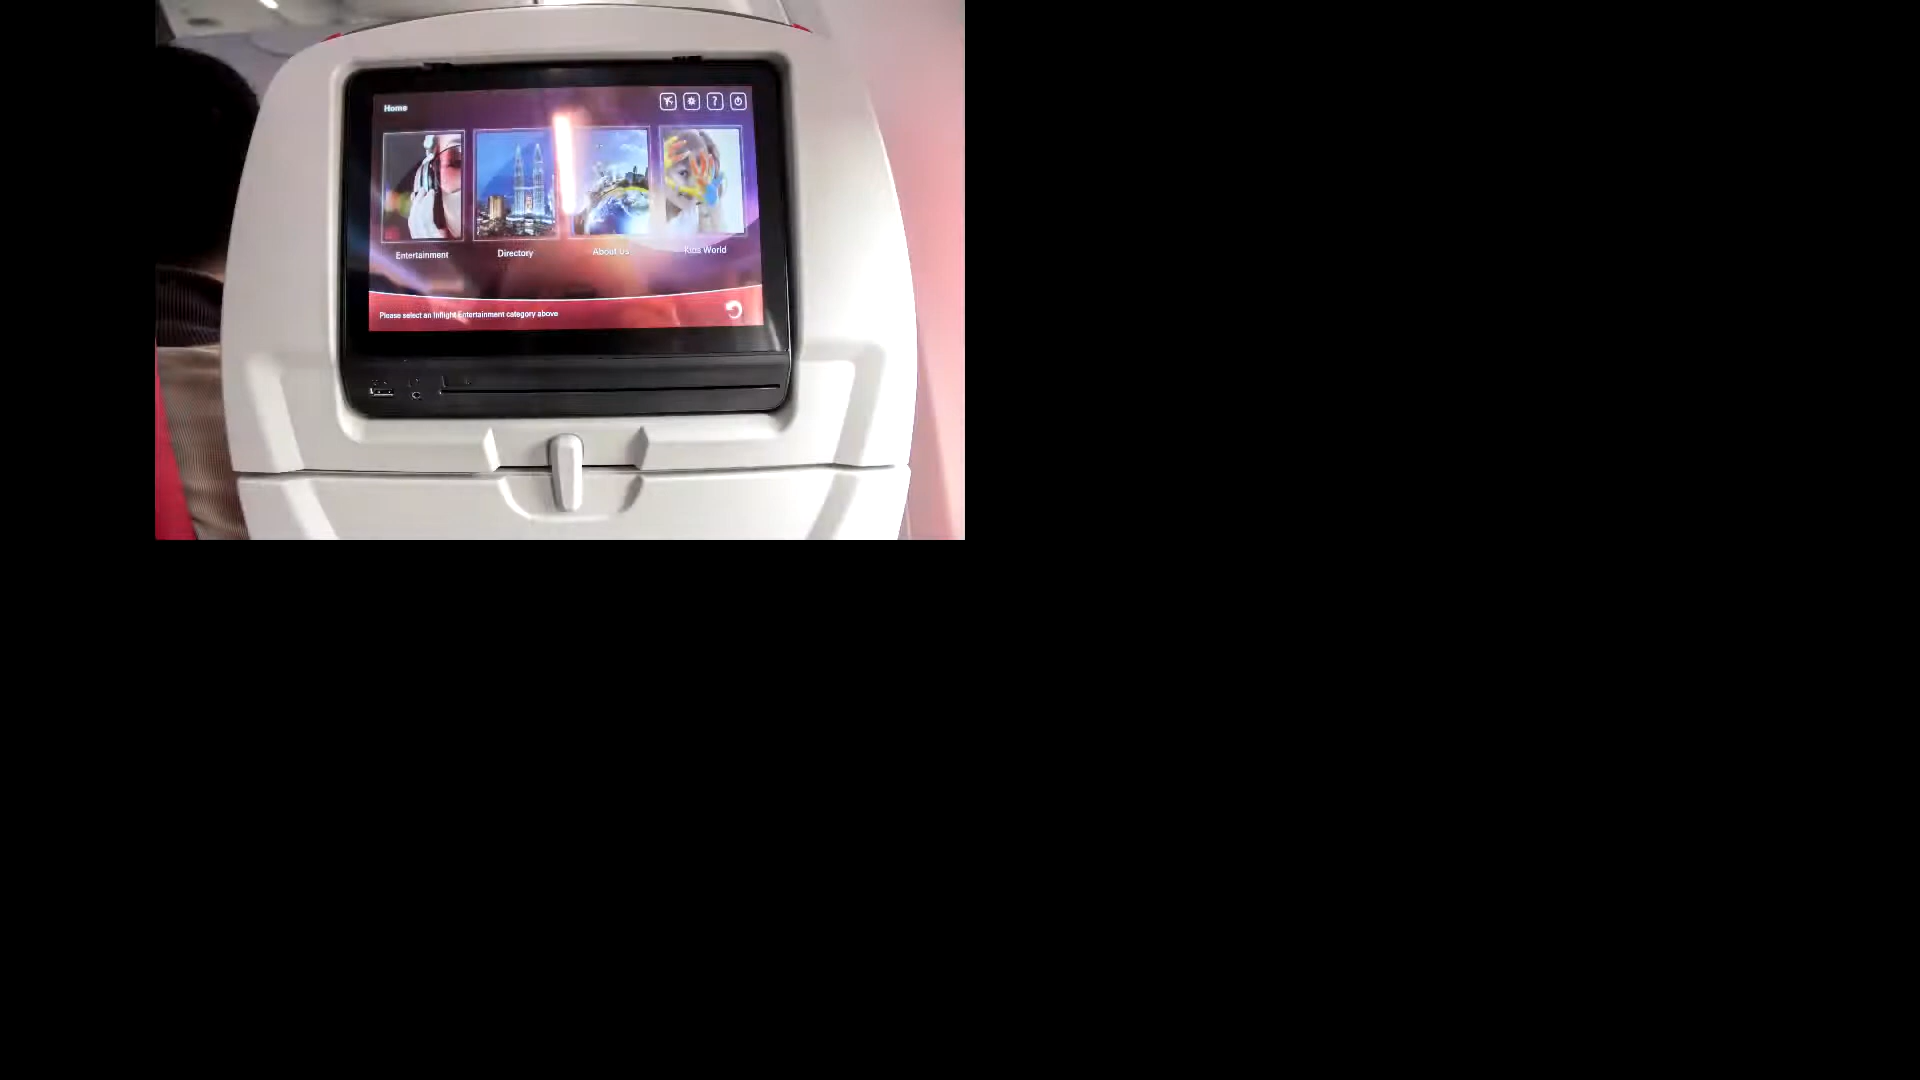 Home
?
Entertainment
Directory
About Us
Kids World
Please select an Inflight Entertainment category above